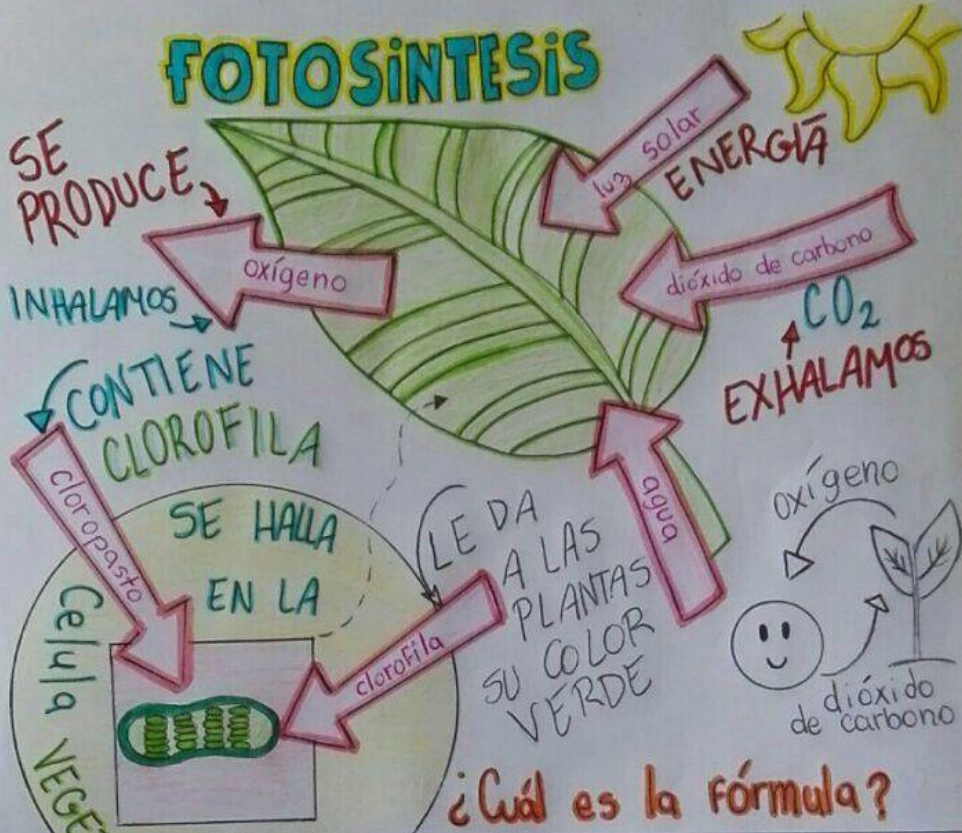 FOTOSíNTESIS
SE
PRODUCE
oxígeno
INHALAMOS
luz solar
ENERGÍA
dióxido de carbono
CO₂
EXHALAMOS
agua
CONTIENE
CLOROFILA
cloropasto
SE HALLA
EN LA
Celula
LE DA
A LAS
PLANTAS
SU COLOR
VERDE
clorofila
oxígeno
dióxido
de carbono
¿Cuál es la fórmula?